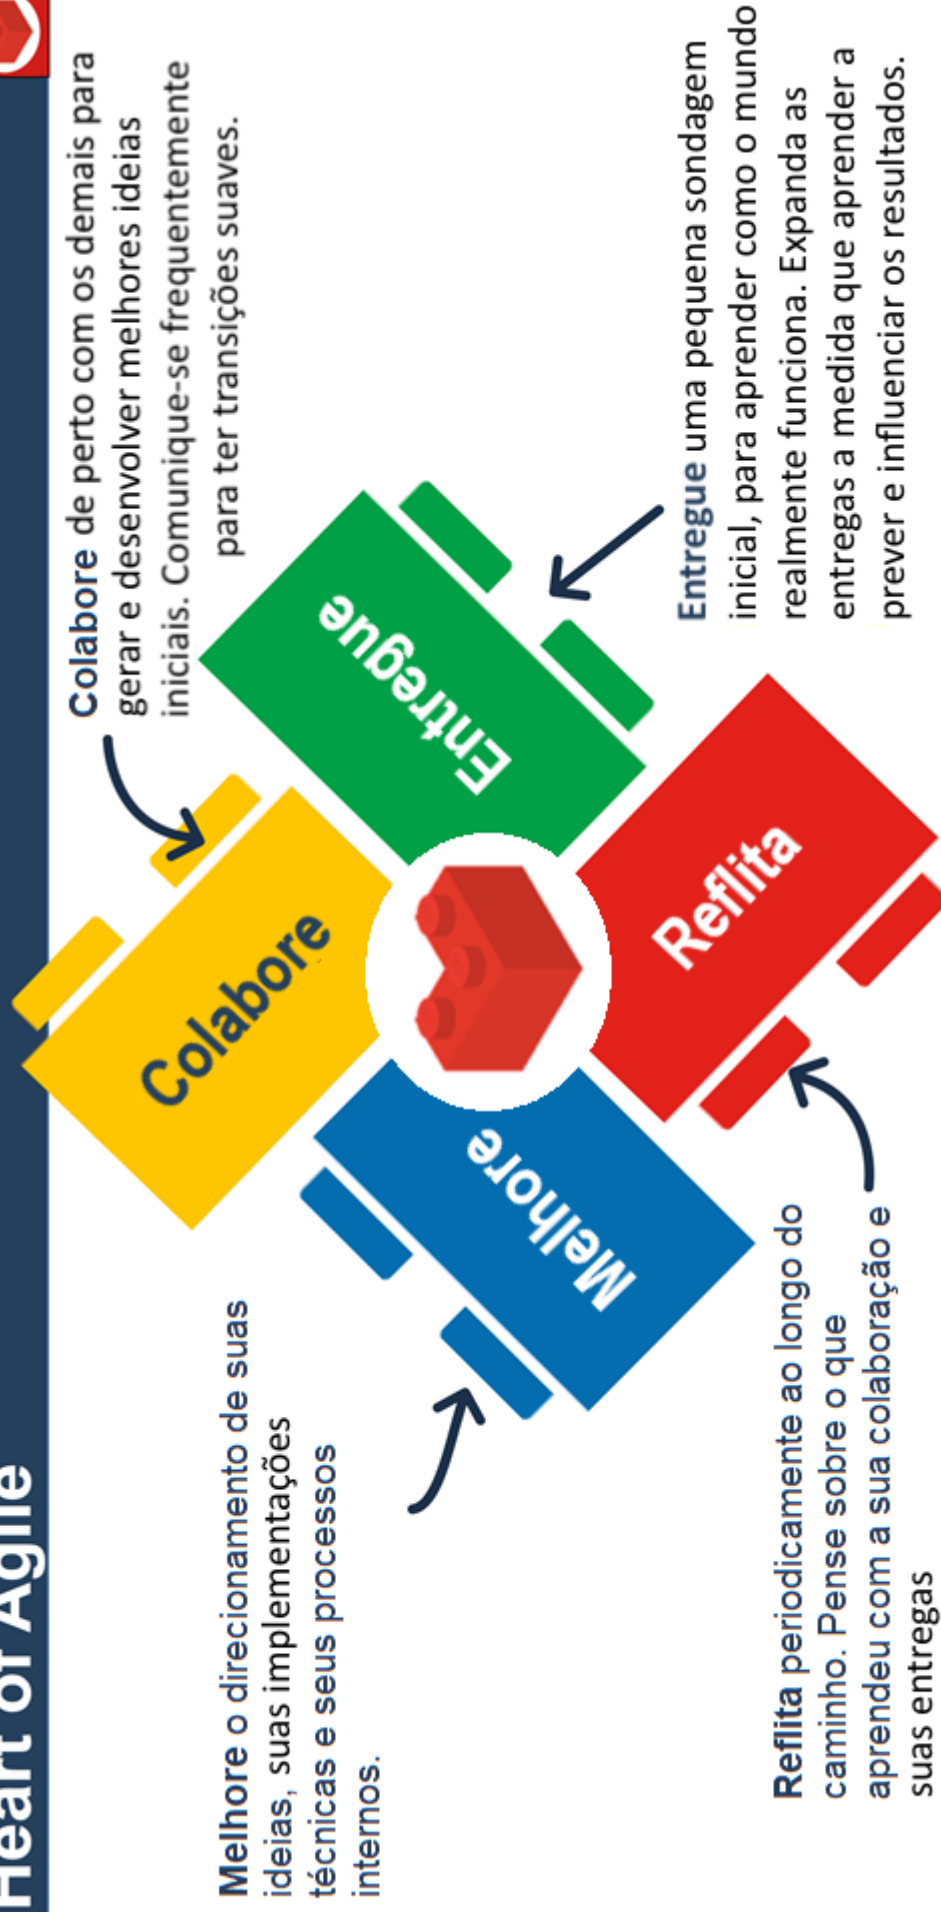 Heart of Agile
Colabore de perto com os demais para
gerar e desenvolver melhores ideias
iniciais. Comunique-se frequentemente
para ter transições suaves.
Melhore o direcionamento de suas
ideias, suas implementações
técnicas e seus processos
internos.
Colabore
Entregue
Melhore
Reflita
Entregue uma pequena sondagem
inicial, para aprender como o mundo
realmente funciona. Expanda as
entregas a medida que aprender a
prever e influenciar os resultados.
Reflita periodicamente ao longo do
caminho. Pense sobre o que
aprendeu com a sua colaboração e
suas entregas